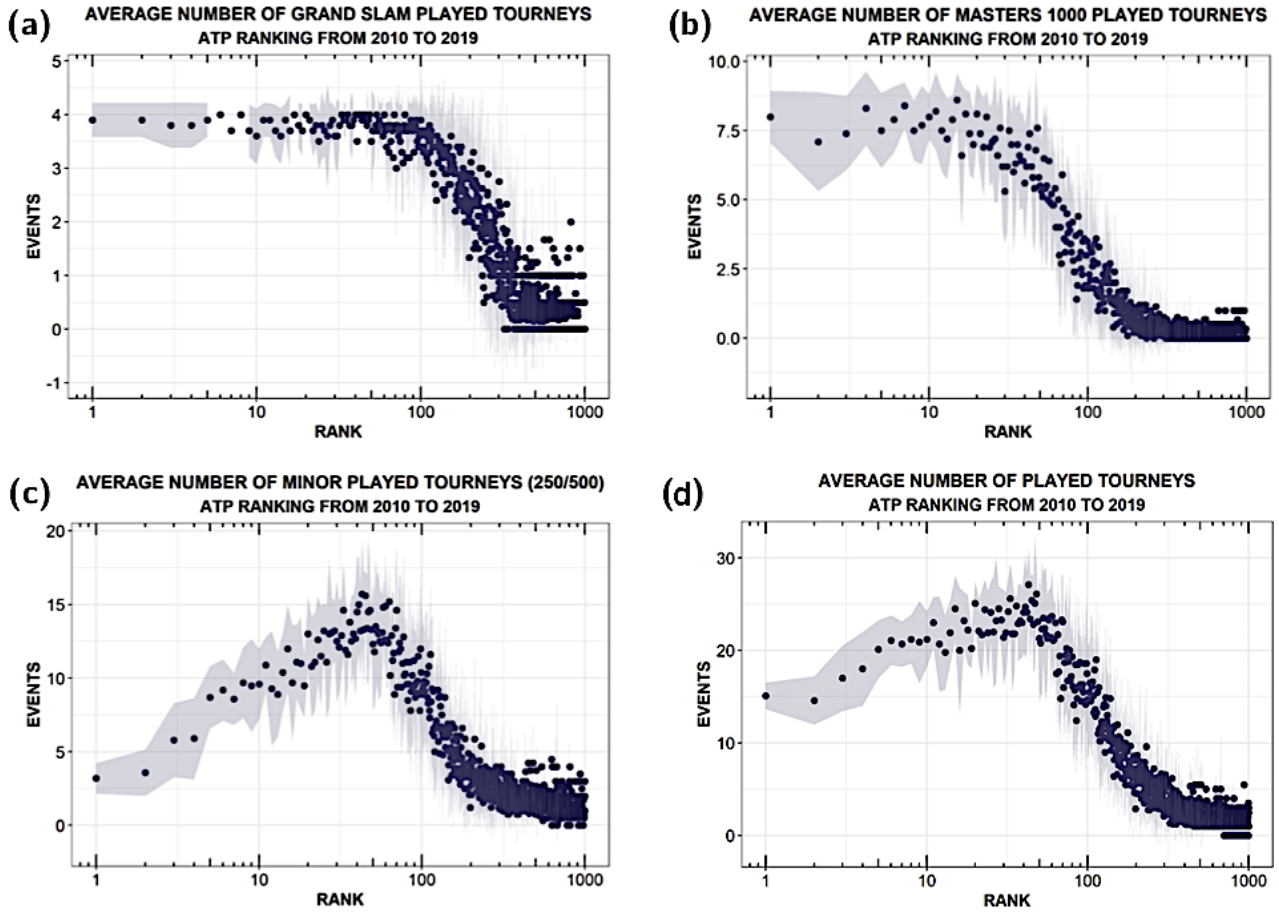 (a)
AVERAGE NUMBER OF GRAND SLAM PLAYED TOURNEYS
ATP RANKING FROM 2010 TO 2019
5
4
3
2
1
0
-1
EVENTS
1 10 100 1000
RANK
(b)
AVERAGE NUMBER OF MASTERS 1000 PLAYED TOURNEYS
ATP RANKING FROM 2010 TO 2019
10.0
7.5
5.0
2.5
0.0
EVENTS
1 10 100 1000
RANK
(c)
AVERAGE NUMBER OF MINOR PLAYED TOURNEYS (250/500)
ATP RANKING FROM 2010 TO 2019
20
15
10
5
0
EVENTS
1 10 100 1000
RANK
(d)
AVERAGE NUMBER OF PLAYED TOURNEYS
ATP RANKING FROM 2010 TO 2019
30
20
10
0
EVENTS
1 10 100 1000
RANK